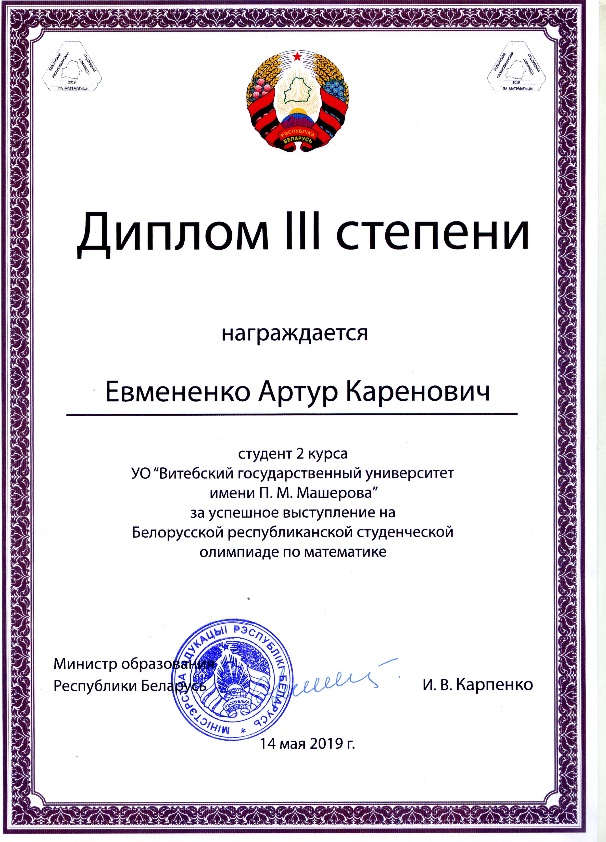 РЭСПУБЛІКА
БЕЛАРУСЬ
Диплом III степени
награждается
Евмененко Артур Каренович
студент 2 курса
УО “Витебский государственный университет
имени П. М. Машерова”
за успешное выступление на
Белорусской республиканской студенческой
олимпиаде по математике
Министр образования
Республики Беларусь
И. В. Карпенко
МІНІСТЭРСТВА АДУКАЦЫІ РЭСПУБЛІКІ БЕЛАРУСЬ
14 мая 2019 г.